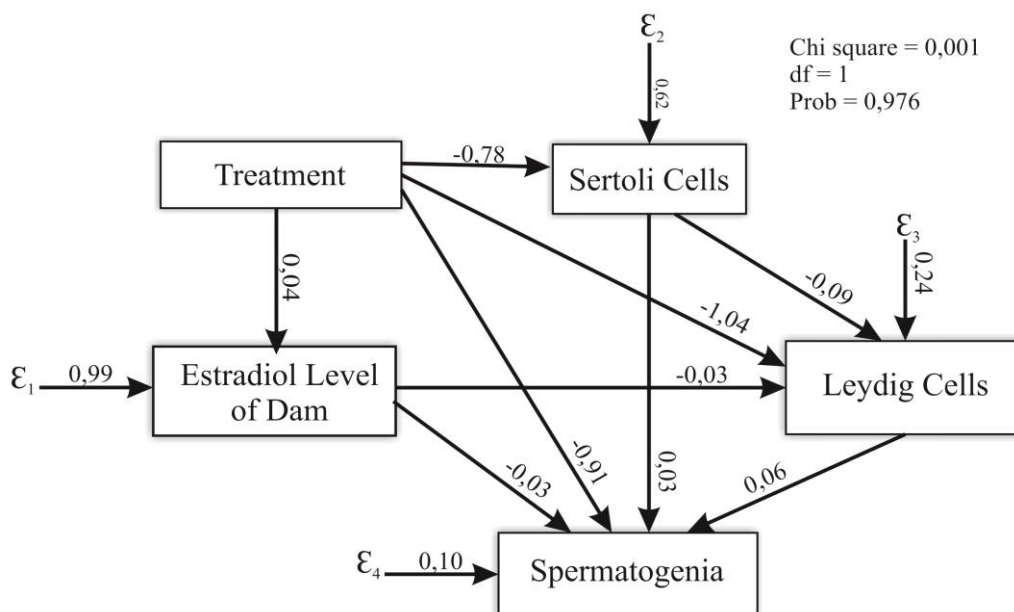 ε2
0,62
Chi square = 0,001
df = 1
Prob = 0,976
Treatment
-0,78
Sertoli Cells
ε3
0,24
0,04
-0,09
-1,04
ε1
0,99
Estradiol Level
of Dam
-0,03
Leydig Cells
-0,03
-0,91
0,03
0,06
ε4
0,10
Spermatogenia